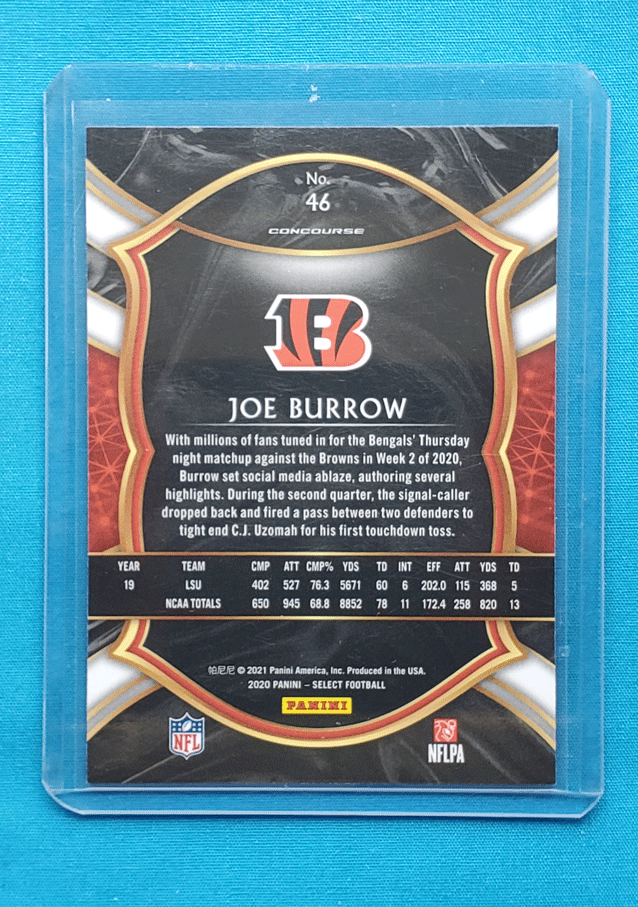 No.
46
CONCOURSE
B
JOE BURROW
With millions of fans tuned in for the Bengals' Thursday
night matchup against the Browns in Week 2 of 2020,
Burrow set social media ablaze, authoring several
highlights. During the second quarter, the signal-caller
dropped back and fired a pass between two defenders to
tight end C.J. Uzomah for his first touchdown toss.
YEAR TEAM CMP ATT CMP% YDS TD INT EFF ATT YDS TD
19 LSU 402 527 76.3 5671 60 6 202.0 115 368 5
NCAA TOTALS 650 945 68.8 8852 78 11 172.4 258 820 13
帕尼尼 © 2021 Panini America, Inc. Produced in the USA.
2020 PANINI – SELECT FOOTBALL
PANINI
NFL
NFLPA